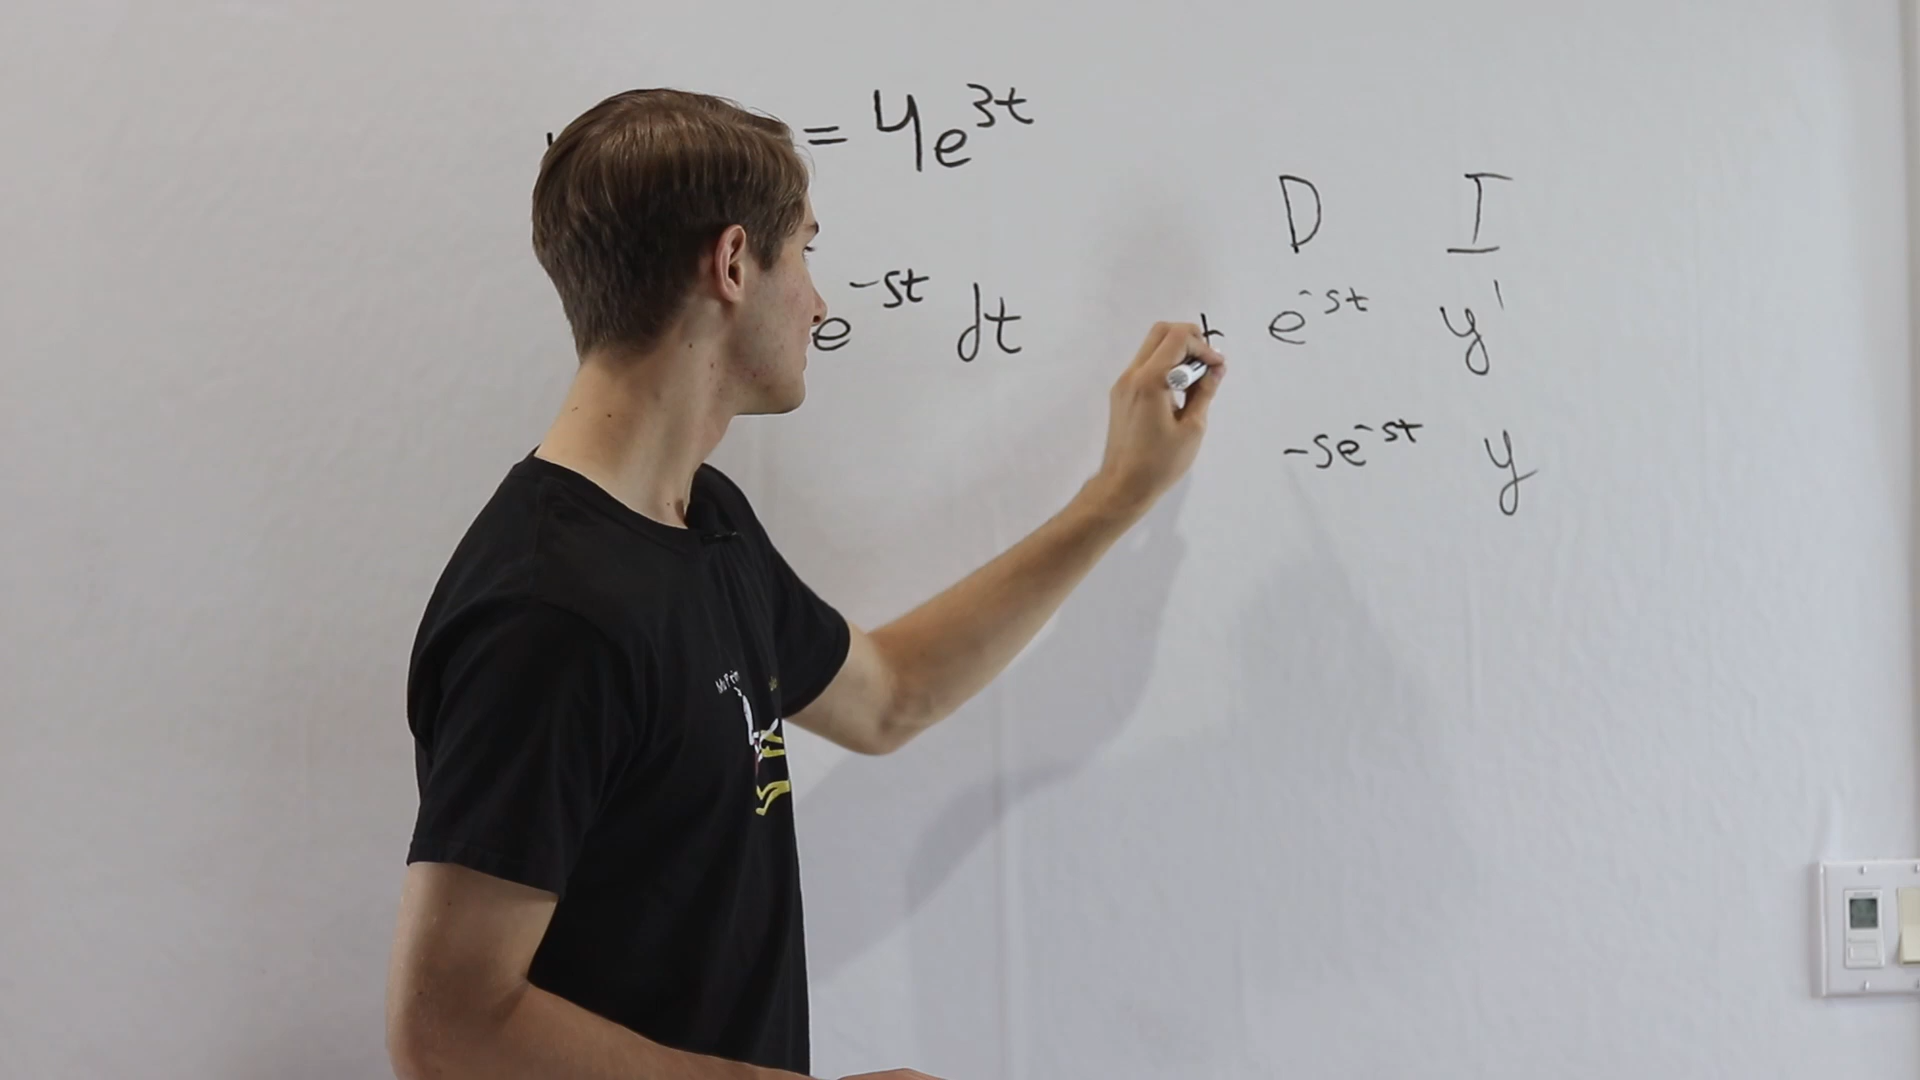 = 4e^{3t}
D I
e^{-st} dt
+ e^{-st} y'
-se^{-st} y